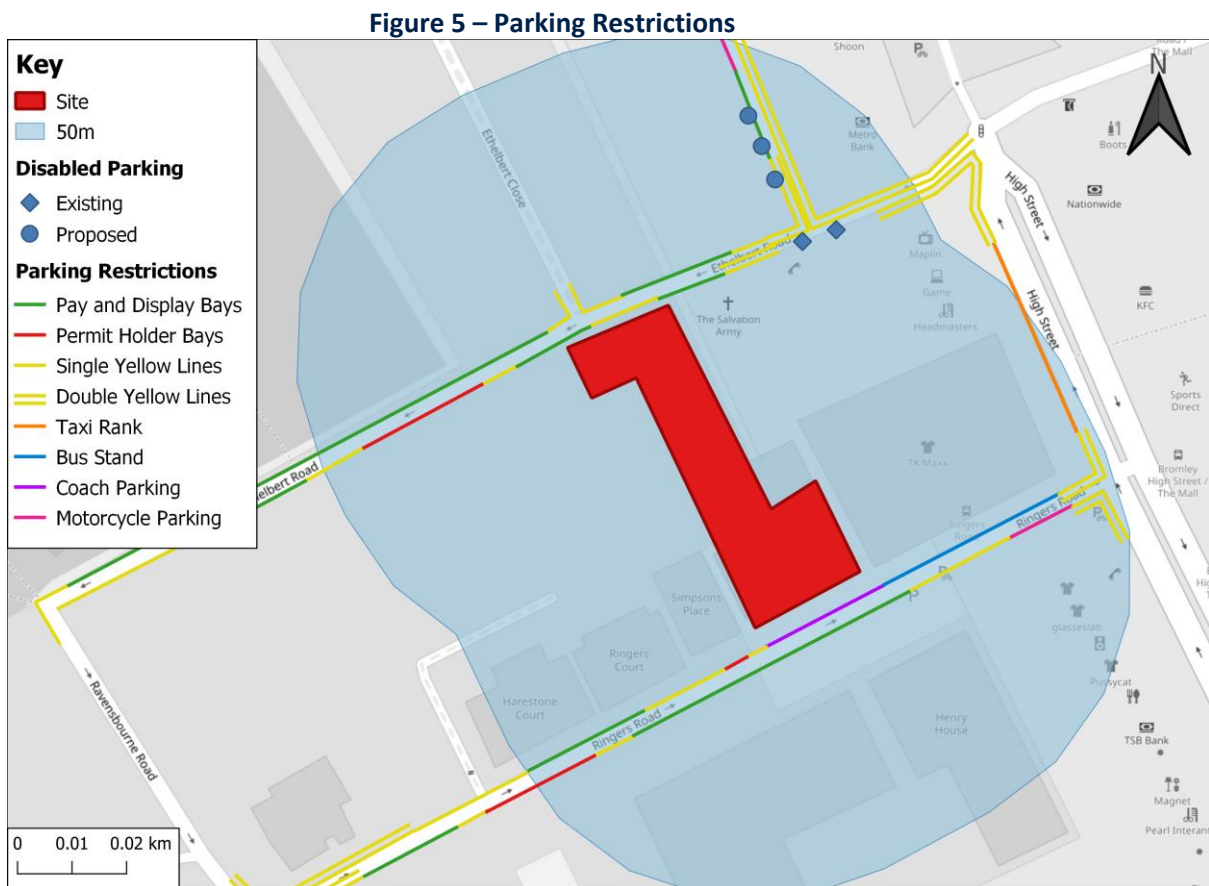 Figure 5 – Parking Restrictions
Key
Site
50m
Disabled Parking
Existing
Proposed
Parking Restrictions
Pay and Display Bays
Permit Holder Bays
Single Yellow Lines
Double Yellow Lines
Taxi Rank
Bus Stand
Coach Parking
Motorcycle Parking
0 0.01 0.02 km
N
Shoon
The Mall
Metro
Bank
Boots
Nationwide
High Street
Ethelbert Close
Ethelbert Road
Maplin
Game
Headmasters
KFC
The Salvation
Army
High Street
Sports
Direct
TK Maxx
Bromley
High Street /
The Mall
Ringers Road
Ringers
elbert Road
Simpsons
Place
Ringers
Court
Harestone
Court
Ringers Road
Henry
House
P
glasseslab
Pussycat
TSB Bank
Magnet
Pearl Interant
Ravensbourne Road